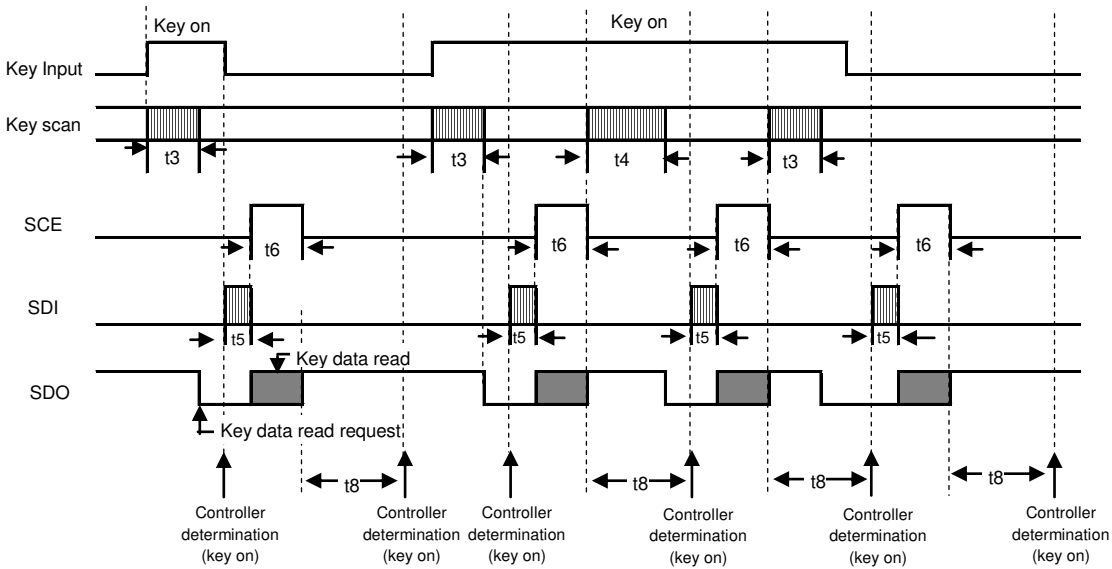 Key on
Key on
Key Input
Key scan
t3
t3
t4
t3
SCE
t6
t6
t6
t6
SDI
t5
t5
t5
t5
Key data read
SDO
Key data read request
t8
t8
t8
t8
Controller
determination
(key on)
Controller
determination
(key on)
Controller
determination
(key on)
Controller
determination
(key on)
Controller
determination
(key on)
Controller
determination
(key on)